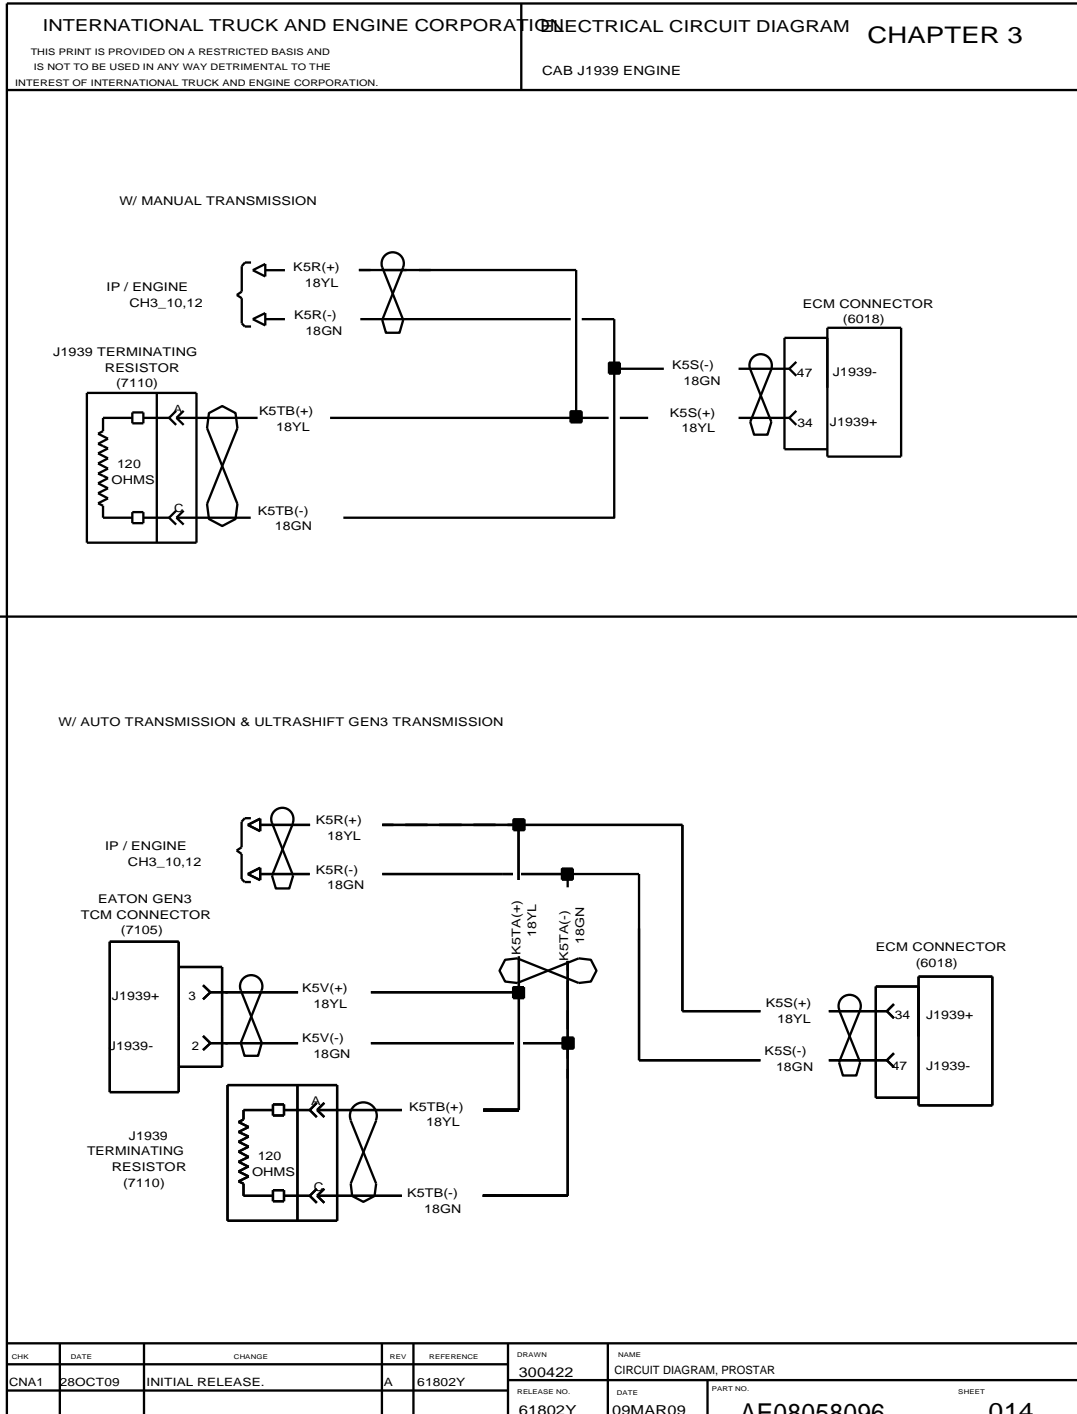 INTERNATIONAL TRUCK AND ENGINE CORPORATION
THIS PRINT IS PROVIDED ON A RESTRICTED BASIS AND
IS NOT TO BE USED IN ANY WAY DETRIMENTAL TO THE
INTEREST OF INTERNATIONAL TRUCK AND ENGINE CORPORATION.
ELECTRICAL CIRCUIT DIAGRAM
CAB J1939 ENGINE
CHAPTER 3
W/ MANUAL TRANSMISSION
IP / ENGINE
CH3_10,12
K5R(+)
18YL
K5R(-)
18GN
J1939 TERMINATING
RESISTOR
(7110)
120
OHMS
A
C
K5TB(+)
18YL
K5TB(-)
18GN
K5S(-)
18GN
K5S(+)
18YL
ECM CONNECTOR
(6018)
47
J1939-
34
J1939+
W/ AUTO TRANSMISSION & ULTRASHIFT GEN3 TRANSMISSION
IP / ENGINE
CH3_10,12
K5R(+)
18YL
K5R(-)
18GN
EATON GEN3
TCM CONNECTOR
(7105)
J1939+
3
J1939-
2
K5V(+)
18YL
K5V(-)
18GN
K5TA(+)
18YL
K5TA(-)
18GN
J1939
TERMINATING
RESISTOR
(7110)
120
OHMS
A
C
K5TB(+)
18YL
K5TB(-)
18GN
K5S(+)
18YL
K5S(-)
18GN
ECM CONNECTOR
(6018)
34
J1939+
47
J1939-
CHK DATE CHANGE REV REFERENCE
CNA1 28OCT09 INITIAL RELEASE. A 61802Y
DRAWN
300422
NAME
CIRCUIT DIAGRAM, PROSTAR
RELEASE NO.
61802Y
DATE
09MAR09
PART NO.
AE08058096
SHEET
014